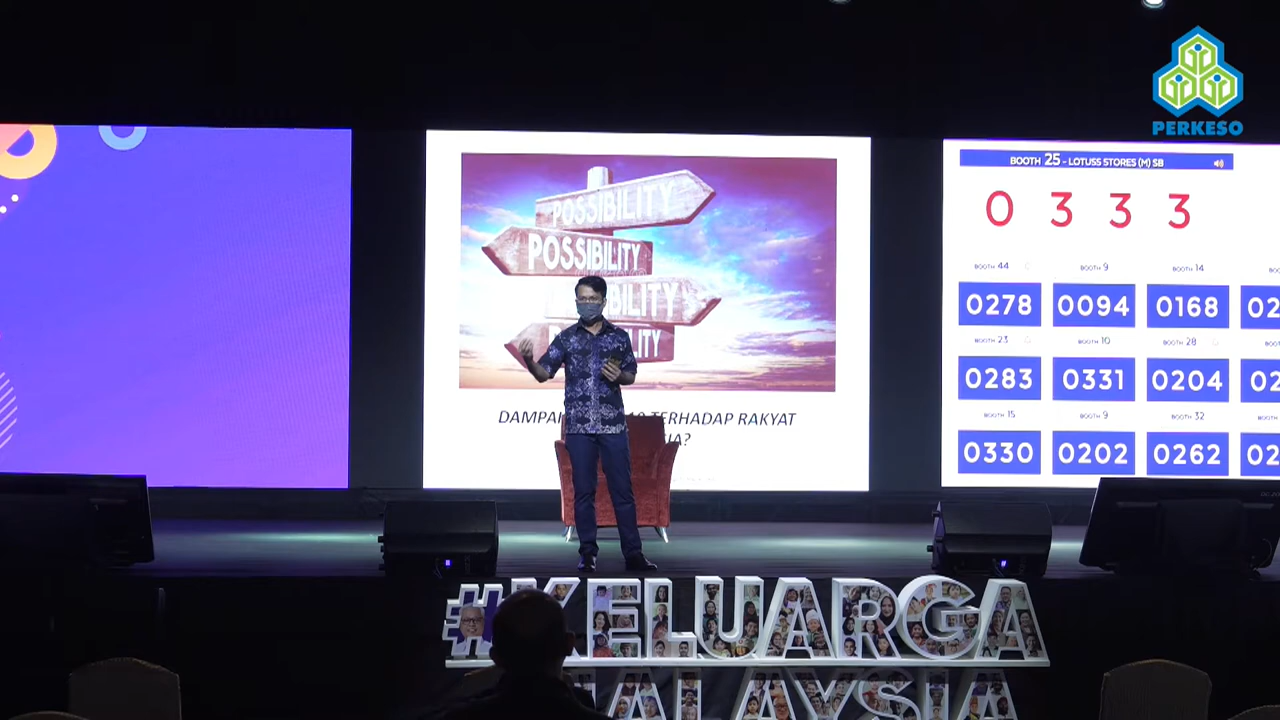 PERKESO
POSSIBILITY
POSSIBILITY
TERHADAP RAKYAT
BOOTH 25 - LOTUSS STORES (M) SB
0 3 3 3
BOOTH 44 BOOTH 9 BOOTH 14
0278 0094 0168
BOOTH 23 BOOTH 10 BOOTH 28
0283 0331 0204
BOOTH 15 BOOTH 9 BOOTH 32
0330 0202 0262
#KELUARGA
MALAYSIA